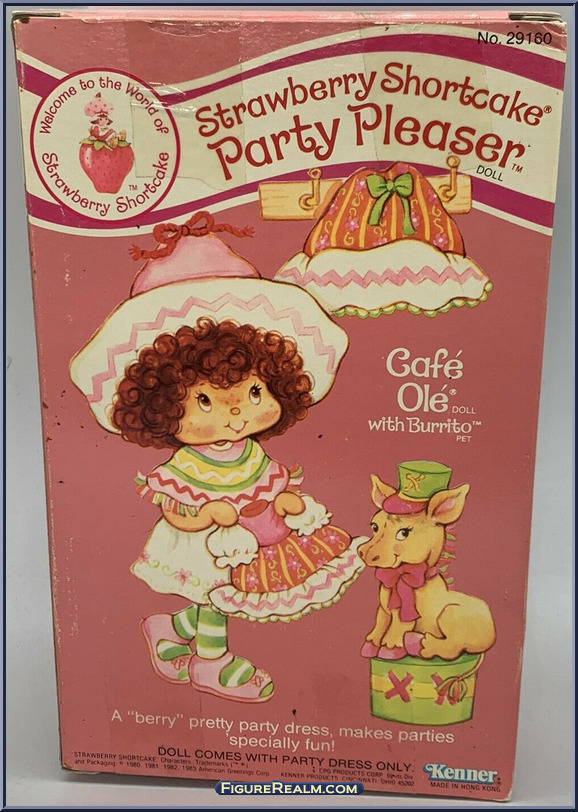 No. 29160
Welcome to the World of
Strawberry Shortcake
TM
Strawberry Shortcake®
Party Pleaser™
DOLL
Café
Olé® DOLL
with Burrito™
PET
A "berry" pretty party dress, makes parties
'specially fun!
DOLL COMES WITH PARTY DRESS ONLY.
STRAWBERRY SHORTCAKE Characters Trademarks
and Packaging © 1980, 1981, 1982, 1983 American Greetings Corp
CPG PRODUCTS CORP
KENNER PRODUCTS, CINCINNATI, OHIO 45202
Kenner
MADE IN HONG KONG
FigureRealm.com